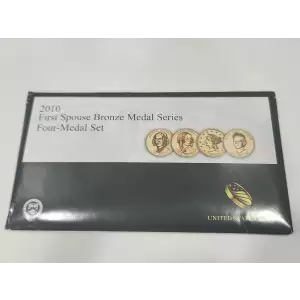 2010
First Spouse Bronze Medal Series
Four-Medal Set
UNITED STATES